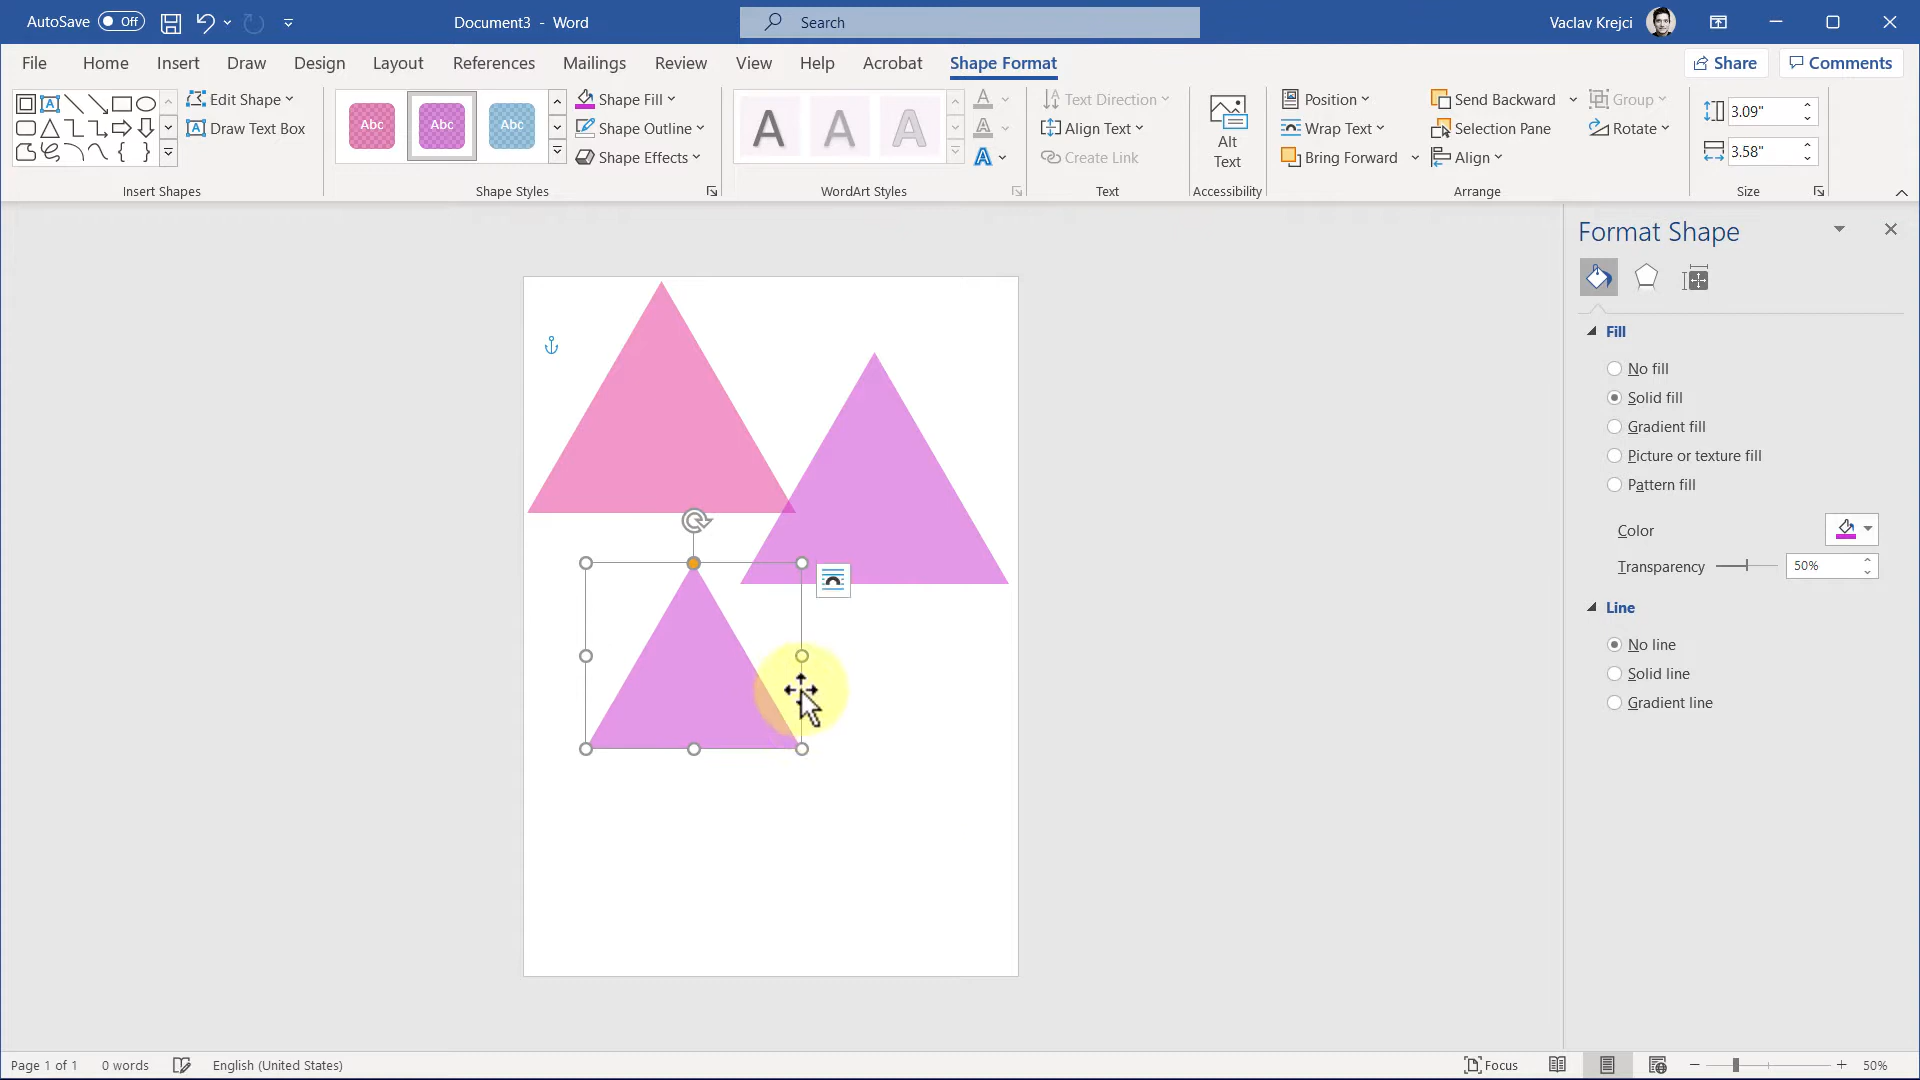 AutoSave Off Document3 - Word Search Vaclav Krejci
File Home Insert Draw Design Layout References Mailings Review View Help Acrobat Shape Format Share Comments
Edit Shape
Draw Text Box
Insert Shapes
Abc Abc Abc
Shape Fill
Shape Outline
Shape Effects
Shape Styles
A A A
WordArt Styles
Text Direction
Align Text
Create Link
Text
Alt
Text
Accessibility
Position
Wrap Text
Bring Forward
Send Backward
Selection Pane
Align
Group
Rotate
Arrange
3.09"
3.58"
Size
Format Shape
Fill
No fill
Solid fill
Gradient fill
Picture or texture fill
Pattern fill
Color
Transparency 50%
Line
No line
Solid line
Gradient line
Page 1 of 1 0 words English (United States) Focus 50%